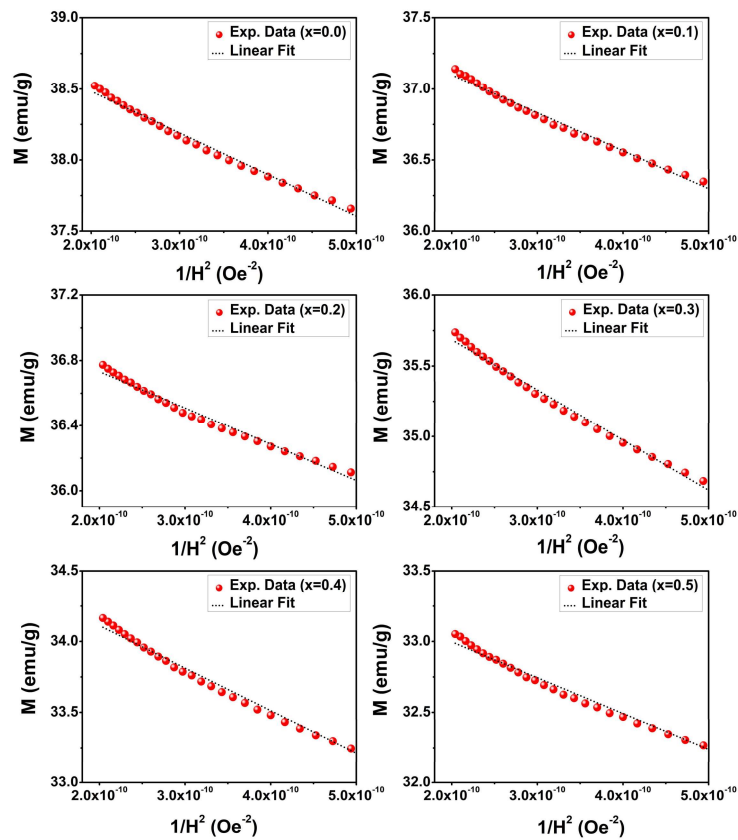 39.0
38.5
38.0
37.5
M (emu/g)
Exp. Data (x=0.0)
Linear Fit
2.0x10⁻¹⁰ 3.0x10⁻¹⁰ 4.0x10⁻¹⁰ 5.0x10⁻¹⁰
1/H² (Oe⁻²)
37.5
37.0
36.5
36.0
M (emu/g)
Exp. Data (x=0.1)
Linear Fit
2.0x10⁻¹⁰ 3.0x10⁻¹⁰ 4.0x10⁻¹⁰ 5.0x10⁻¹⁰
1/H² (Oe⁻²)
37.2
36.8
36.4
36.0
M (emu/g)
Exp. Data (x=0.2)
Linear Fit
2.0x10⁻¹⁰ 3.0x10⁻¹⁰ 4.0x10⁻¹⁰ 5.0x10⁻¹⁰
1/H² (Oe⁻²)
36.0
35.5
35.0
34.5
M (emu/g)
Exp. Data (x=0.3)
Linear Fit
2.0x10⁻¹⁰ 3.0x10⁻¹⁰ 4.0x10⁻¹⁰ 5.0x10⁻¹⁰
1/H² (Oe⁻²)
34.5
34.0
33.5
33.0
M (emu/g)
Exp. Data (x=0.4)
Linear Fit
2.0x10⁻¹⁰ 3.0x10⁻¹⁰ 4.0x10⁻¹⁰ 5.0x10⁻¹⁰
1/H² (Oe⁻²)
33.5
33.0
32.5
32.0
M (emu/g)
Exp. Data (x=0.5)
Linear Fit
2.0x10⁻¹⁰ 3.0x10⁻¹⁰ 4.0x10⁻¹⁰ 5.0x10⁻¹⁰
1/H² (Oe⁻²)